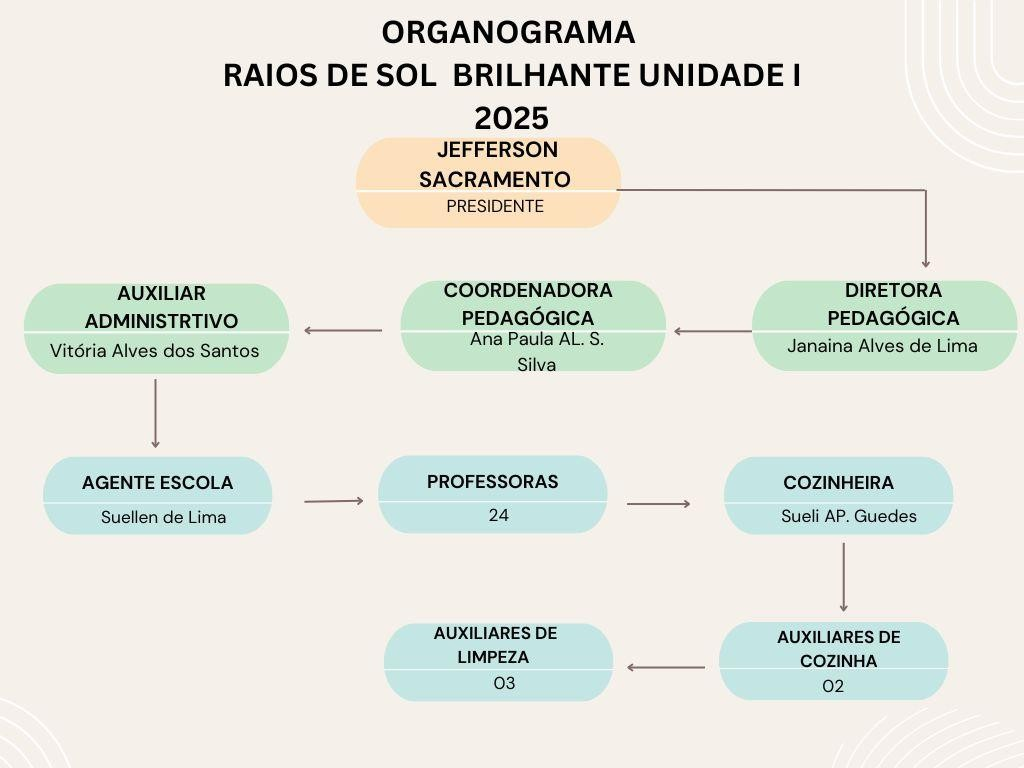 ORGANOGRAMA
RAIOS DE SOL  BRILHANTE UNIDADE I
2025
JEFFERSON
SACRAMENTO
PRESIDENTE
AUXILIAR
ADMINISTRTIVO
Vitória Alves dos Santos
COORDENADORA
PEDAGÓGICA
Ana Paula AL. S.
Silva
DIRETORA
PEDAGÓGICA
Janaina Alves de Lima
AGENTE ESCOLA
Suellen de Lima
PROFESSORAS
24
COZINHEIRA
Sueli AP. Guedes
AUXILIARES DE
LIMPEZA
03
AUXILIARES DE
COZINHA
02